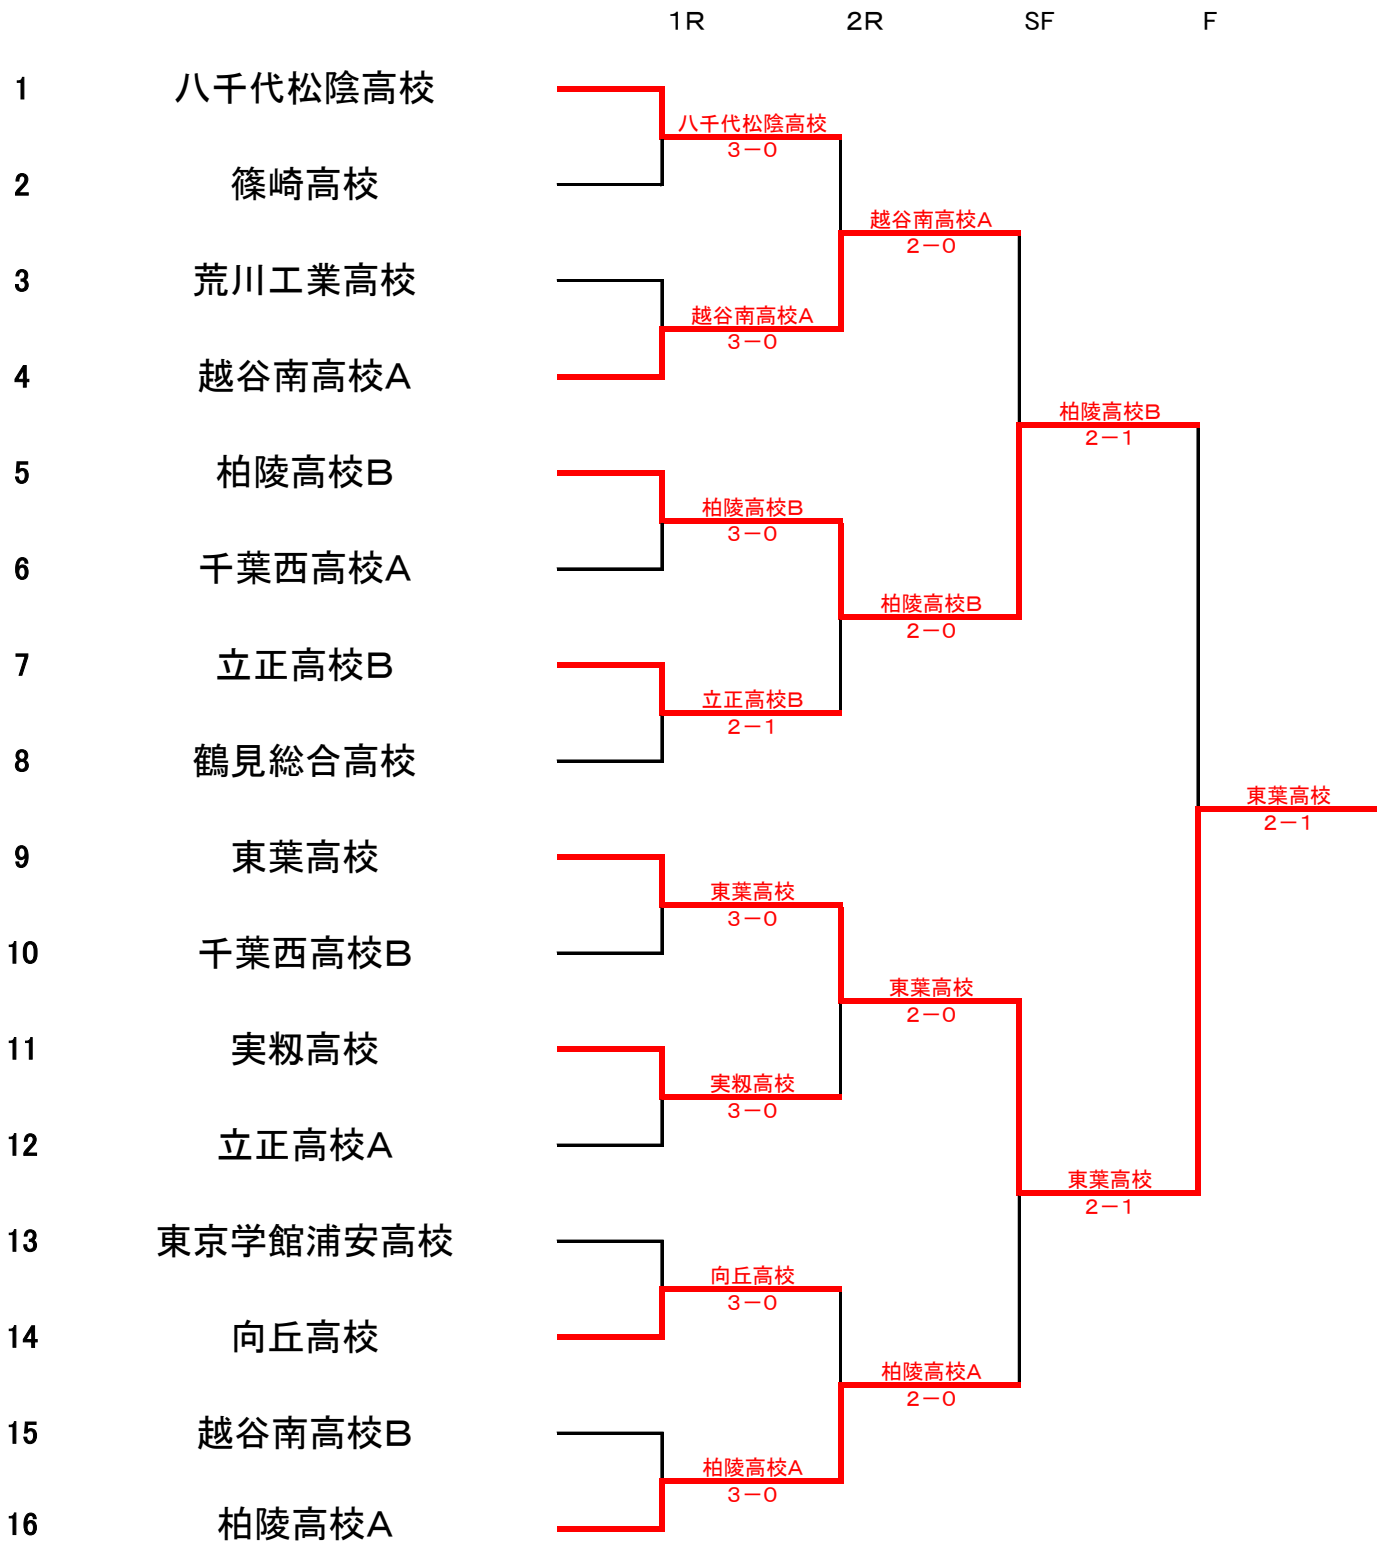 1R 2R SF F
1 八千代松陰高校
八千代松陰高校
3－0
2 篠崎高校
越谷南高校A
2－0
3 荒川工業高校
越谷南高校A
3－0
4 越谷南高校A
柏陵高校B
2－1
5 柏陵高校B
柏陵高校B
3－0
6 千葉西高校A
柏陵高校B
2－0
7 立正高校B
立正高校B
2－1
8 鶴見総合高校
東葉高校
2－1
9 東葉高校
東葉高校
3－0
10 千葉西高校B
東葉高校
2－0
11 実籾高校
実籾高校
3－0
12 立正高校A
東葉高校
2－1
13 東京学館浦安高校
向丘高校
3－0
14 向丘高校
柏陵高校A
2－0
15 越谷南高校B
柏陵高校A
3－0
16 柏陵高校A